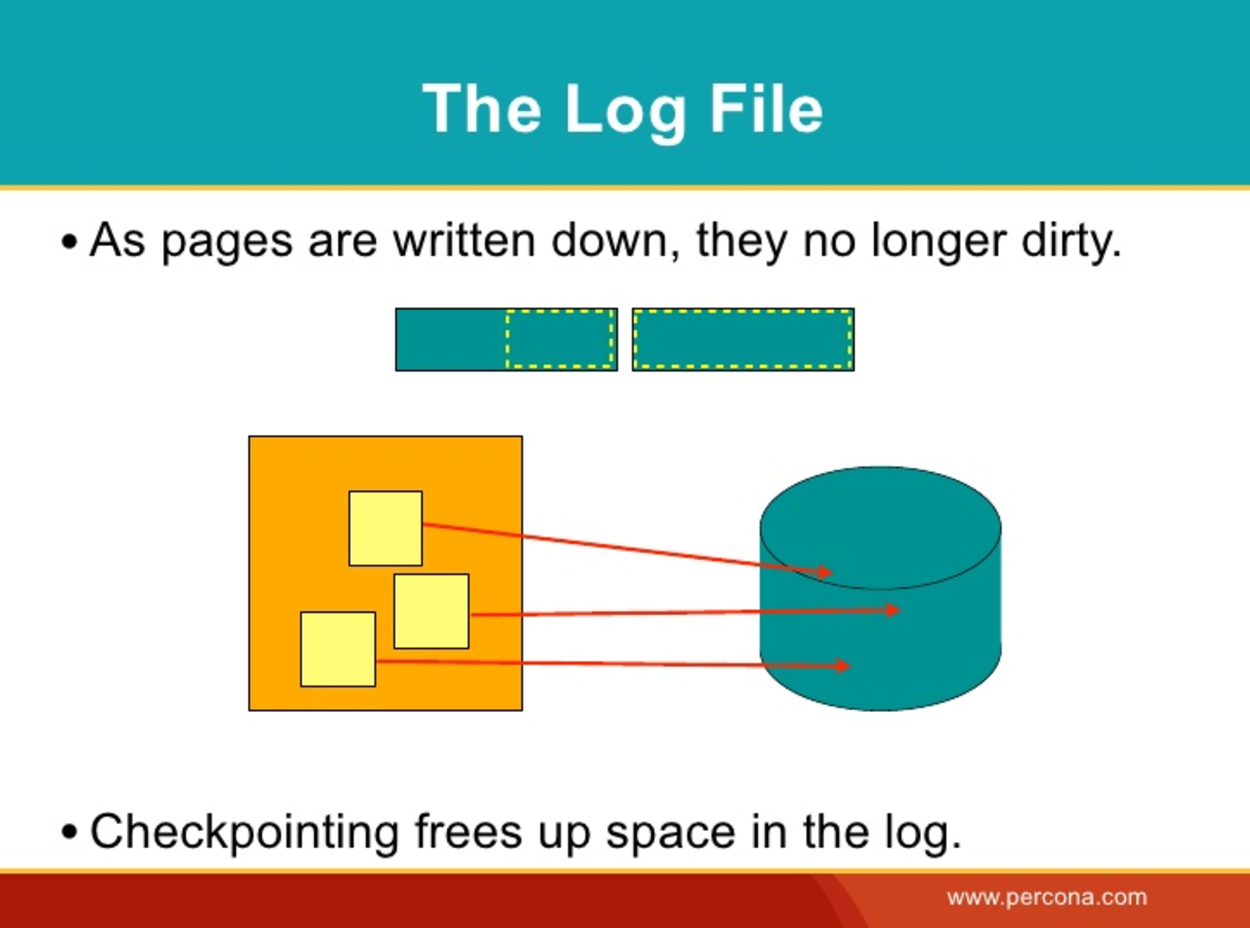 The Log File
• As pages are written down, they no longer dirty.
• Checkpointing frees up space in the log.
www.percona.com